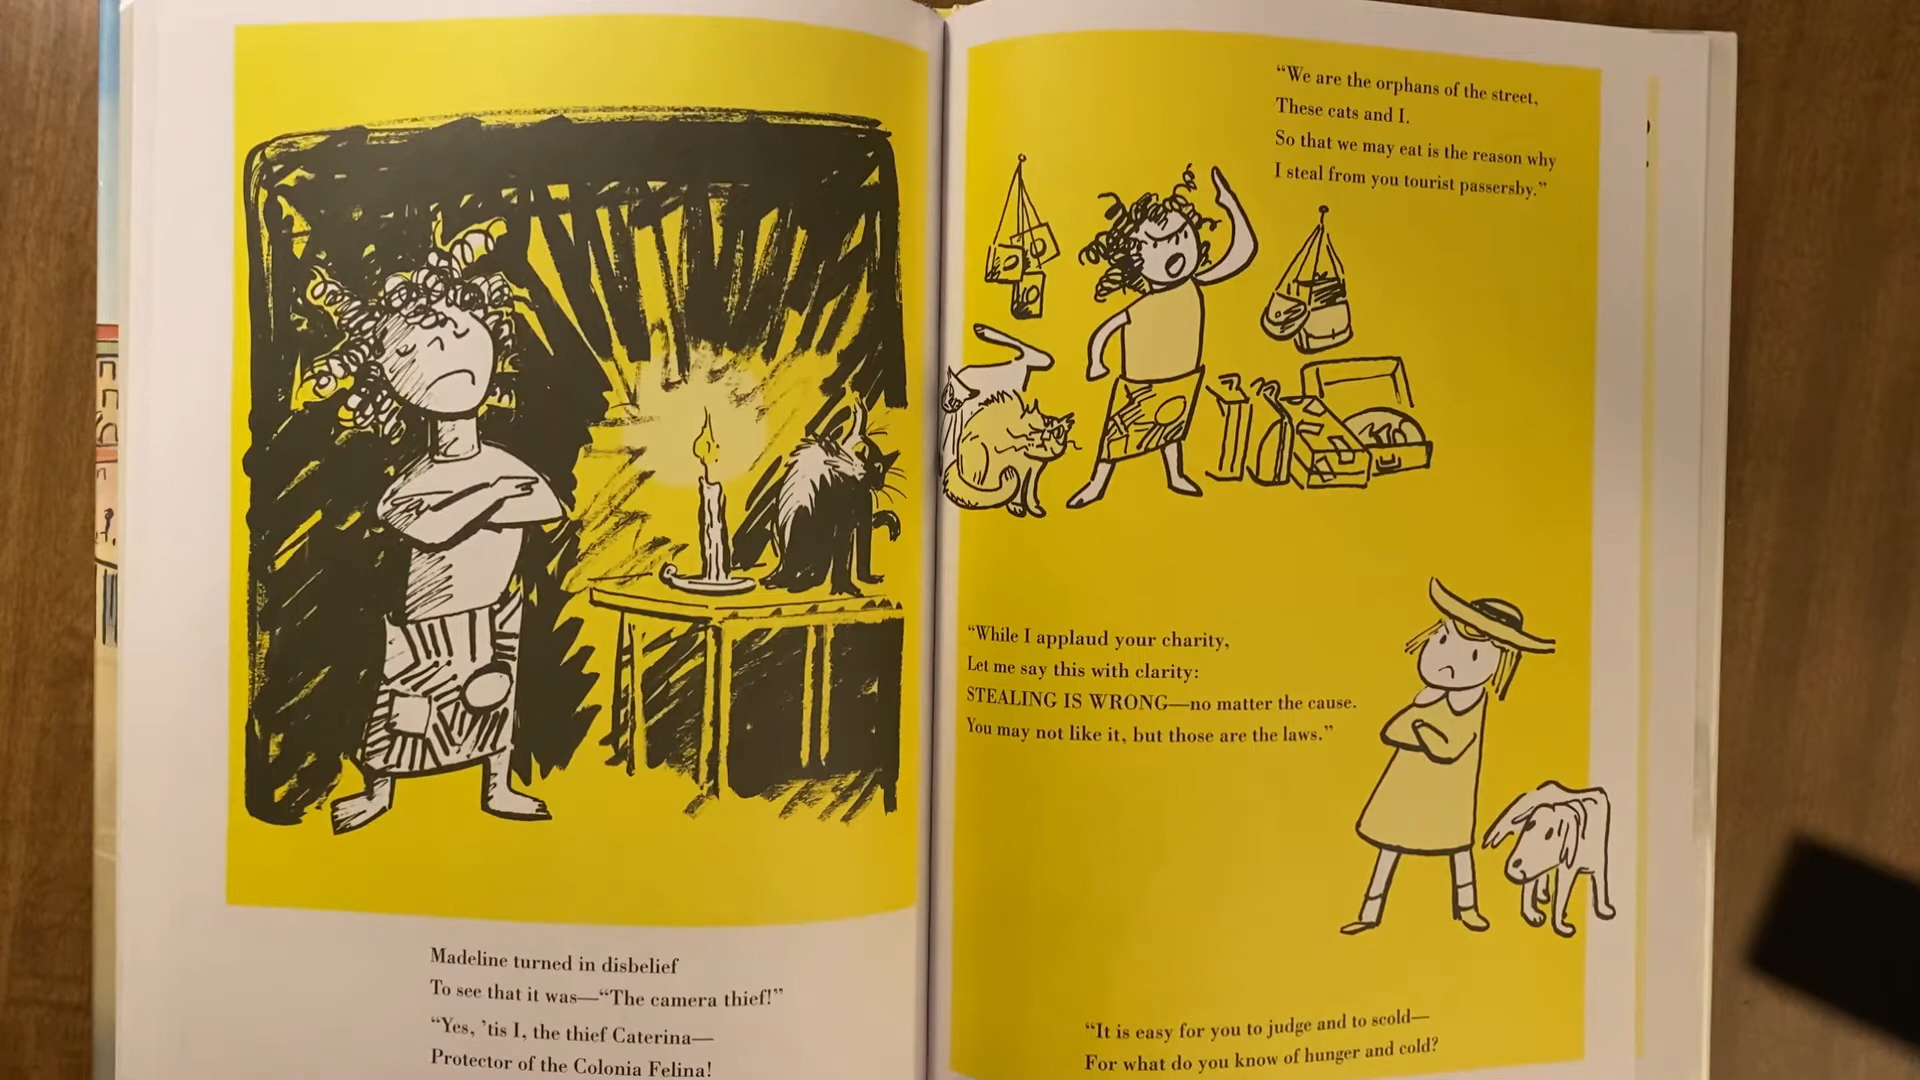 Madeline turned in disbelief
To see that it was—“The camera thief!”
“Yes, ’tis I, the thief Caterina—
Protector of the Colonia Felina!
“We are the orphans of the street,
These cats and I.
So that we may eat is the reason why
I steal from you tourist passersby.”
“While I applaud your charity,
Let me say this with clarity:
STEALING IS WRONG—no matter the cause.
You may not like it, but those are the laws.”
“It is easy for you to judge and to scold—
For what do you know of hunger and cold?